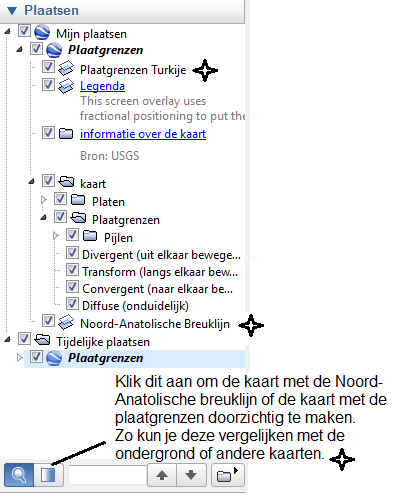 Plaatsen
Mijn plaatsen
Plaatgrenzen
Plaatgrenzen Turkije
Legenda
This screen overlay uses
fractional positioning to put the
informatie over de kaart
Bron: USGS
kaart
Platen
Plaatgrenzen
Pijlen
Divergent (uit elkaar bewege...
Transform (langs elkaar bew...
Convergent (naar elkaar be...
Diffuse (onduidelijk)
Noord-Anatolische Breuklijn
Tijdelijke plaatsen
Plaatgrenzen
Klik dit aan om de kaart met de Noord-
Anatolische breuklijn of de kaart met de
plaatgrenzen doorzichtig te maken.
Zo kun je deze vergelijken met de
ondergrond of andere kaarten.